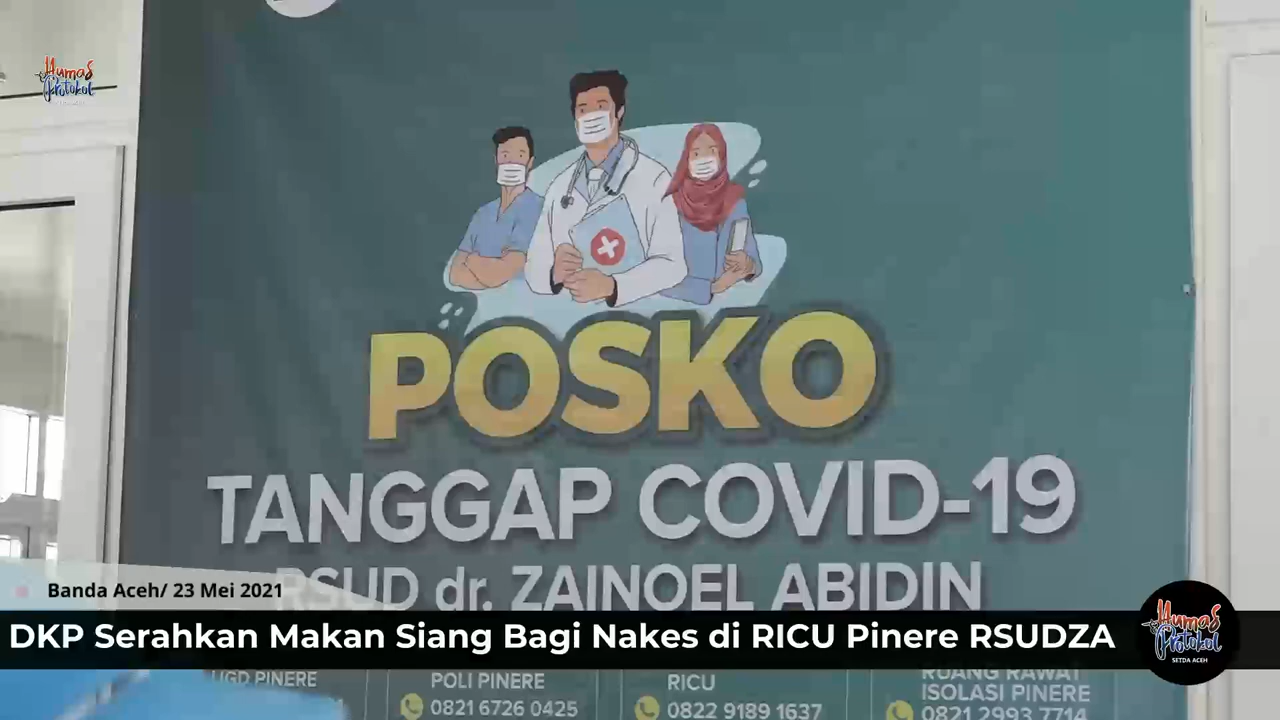 Humas
Protokol
POSKO
TANGGAP COVID-19
RSUD dr. ZAINOEL ABIDIN
Banda Aceh/ 23 Mei 2021
DKP Serahkan Makan Siang Bagi Nakes di RICU Pinere RSUDZA
Humas
Protokol
SETDA ACEH
UGD PINERE
POLI PINERE
0821 6726 0425
RICU
0822 9189 1637
RUANG RAWAT
ISOLASI PINERE
0821 2993 7714